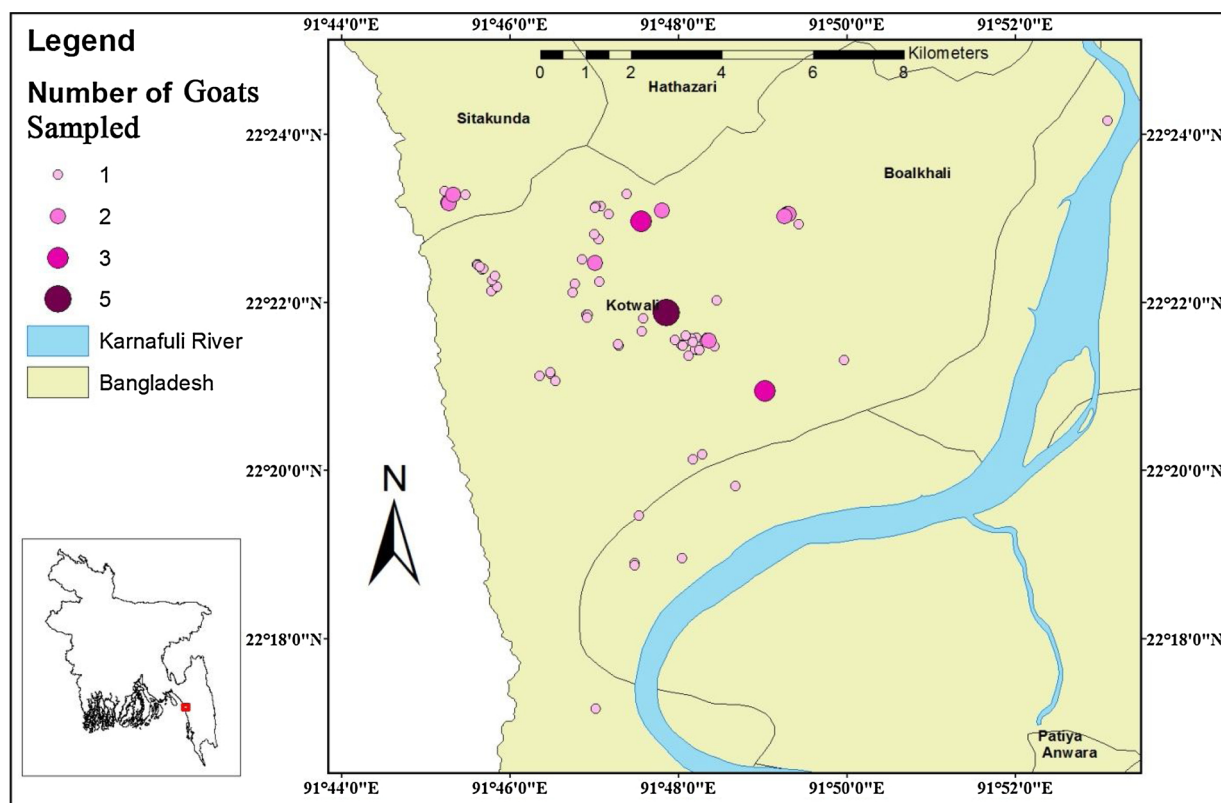 Legend
Number of Goats
Sampled
1
2
3
5
Karnafuli River
Bangladesh
91°44'0"E 91°46'0"E 91°48'0"E 91°50'0"E 91°52'0"E
Kilometers
0 1 2 4 6 8
Hathazari
Sitakunda
22°24'0"N 22°24'0"N
Boalkhali
22°22'0"N 22°22'0"N
Kotwali
22°20'0"N 22°20'0"N
N
22°18'0"N 22°18'0"N
Patiya
Anwara
91°44'0"E 91°46'0"E 91°48'0"E 91°50'0"E 91°52'0"E